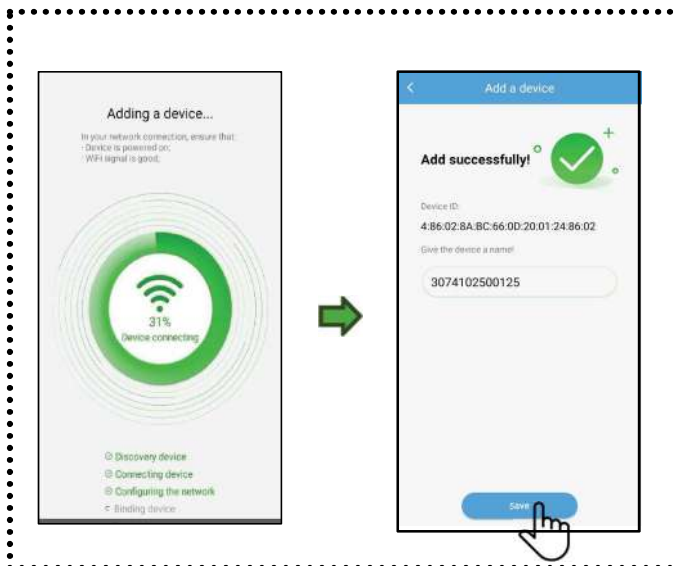 Adding a device...
In your network connection, ensure that:
- Device is powered on;
- WiFi signal is good;
31%
Device connecting
Discovery device
Connecting device
Configuring the network
Binding device
Add a device
Add successfully!
Device ID:
4:86:02:8A:BC:66:0D:20:01:24:86:02
Give the device a name!
3074102500125
Save